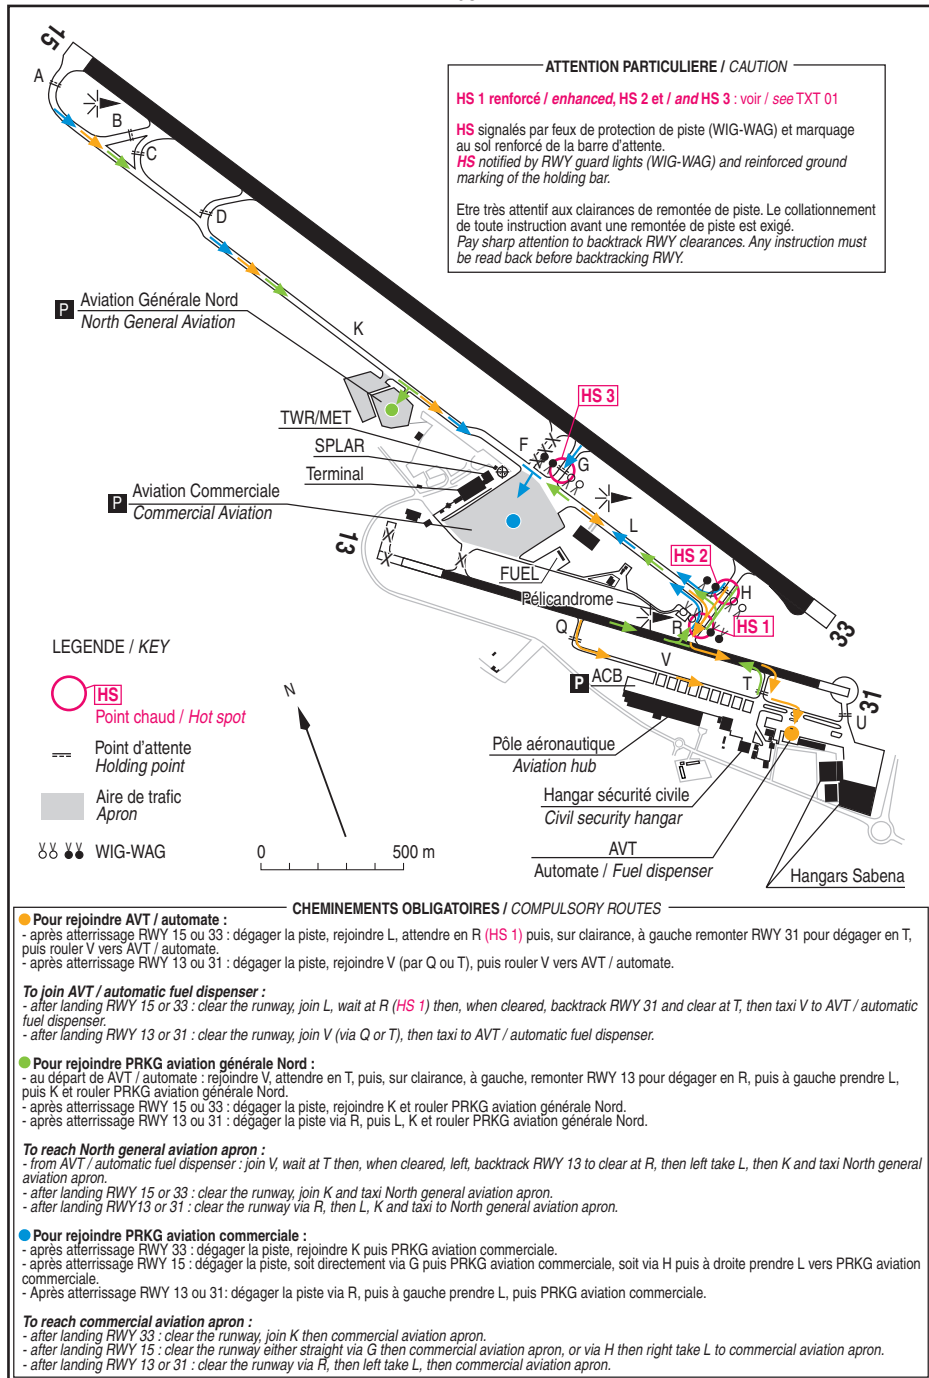 15
A
B
C
D
ATTENTION PARTICULIERE / CAUTION
HS 1 renforcé / enhanced, HS 2 et / and HS 3 : voir / see TXT 01
HS signalés par feux de protection de piste (WIG-WAG) et marquage
au sol renforcé de la barre d'attente.
HS notified by RWY guard lights (WIG-WAG) and reinforced ground
marking of the holding bar.
Etre très attentif aux clairances de remontée de piste. Le collationnement
de toute instruction avant une remontée de piste est exigé.
Pay sharp attention to backtrack RWY clearances. Any instruction must
be read back before backtracking RWY.
P Aviation Générale Nord
North General Aviation
K
HS 3
TWR/MET
SPLAR
Terminal
F
G
P Aviation Commerciale
Commercial Aviation
13
L
HS 2
FUEL
H
Pélicandrome
HS 1
33
Q
R
V
P ACB
T
31
U
LEGENDE / KEY
HS
Point chaud / Hot spot
N
Point d'attente
Holding point
Aire de trafic
Apron
WIG-WAG
0 500 m
Pôle aéronautique
Aviation hub
Hangar sécurité civile
Civil security hangar
AVT
Automate / Fuel dispenser
Hangars Sabena
CHEMINEMENTS OBLIGATOIRES / COMPULSORY ROUTES
Pour rejoindre AVT / automate :
- après atterrissage RWY 15 ou 33 : dégager la piste, rejoindre L, attendre en R (HS 1) puis, sur clairance, à gauche remonter RWY 31 pour dégager en T,
puis rouler V vers AVT / automate.
- après atterrissage RWY 13 ou 31 : dégager la piste, rejoindre V (par Q ou T), puis rouler V vers AVT / automate.
To join AVT / automatic fuel dispenser :
- after landing RWY 15 or 33 : clear the runway, join L, wait at R (HS 1) then, when cleared, backtrack RWY 31 and clear at T, then taxi V to AVT / automatic
fuel dispenser.
- after landing RWY 13 or 31 : clear the runway, join V (via Q or T), then taxi to AVT / automatic fuel dispenser.
Pour rejoindre PRKG aviation générale Nord :
- au départ de AVT / automate : rejoindre V, attendre en T, puis, sur clairance, à gauche, remonter RWY 13 pour dégager en R, puis à gauche prendre L,
puis K et rouler PRKG aviation générale Nord.
- après atterrissage RWY 15 ou 33 : dégager la piste, rejoindre K et rouler PRKG aviation générale Nord.
- après atterrissage RWY 13 ou 31 : dégager la piste via R, puis L, K et rouler PRKG aviation générale Nord.
To reach North general aviation apron :
- from AVT / automatic fuel dispenser : join V, wait at T then, when cleared, left, backtrack RWY 13 to clear at R, then left take L, then K and taxi North general
aviation apron.
- after landing RWY 15 or 33 : clear the runway, join K and taxi North general aviation apron.
- after landing RWY13 or 31 : clear the runway via R, then L, K and taxi to North general aviation apron.
Pour rejoindre PRKG aviation commerciale :
- après atterrissage RWY 33 : dégager la piste, rejoindre K puis PRKG aviation commerciale.
- après atterrissage RWY 15 : dégager la piste, soit directement via G puis PRKG aviation commerciale, soit via H puis à droite prendre L vers PRKG aviation
commerciale.
- Après atterrissage RWY 13 ou 31: dégager la piste via R, puis à gauche prendre L, puis PRKG aviation commerciale.
To reach commercial aviation apron :
- after landing RWY 33 : clear the runway, join K then commercial aviation apron.
- after landing RWY 15 : clear the runway either straight via G then commercial aviation apron, or via H then right take L to commercial aviation apron.
- after landing RWY 13 or 31 : clear the runway via R, then left take L, then commercial aviation apron.